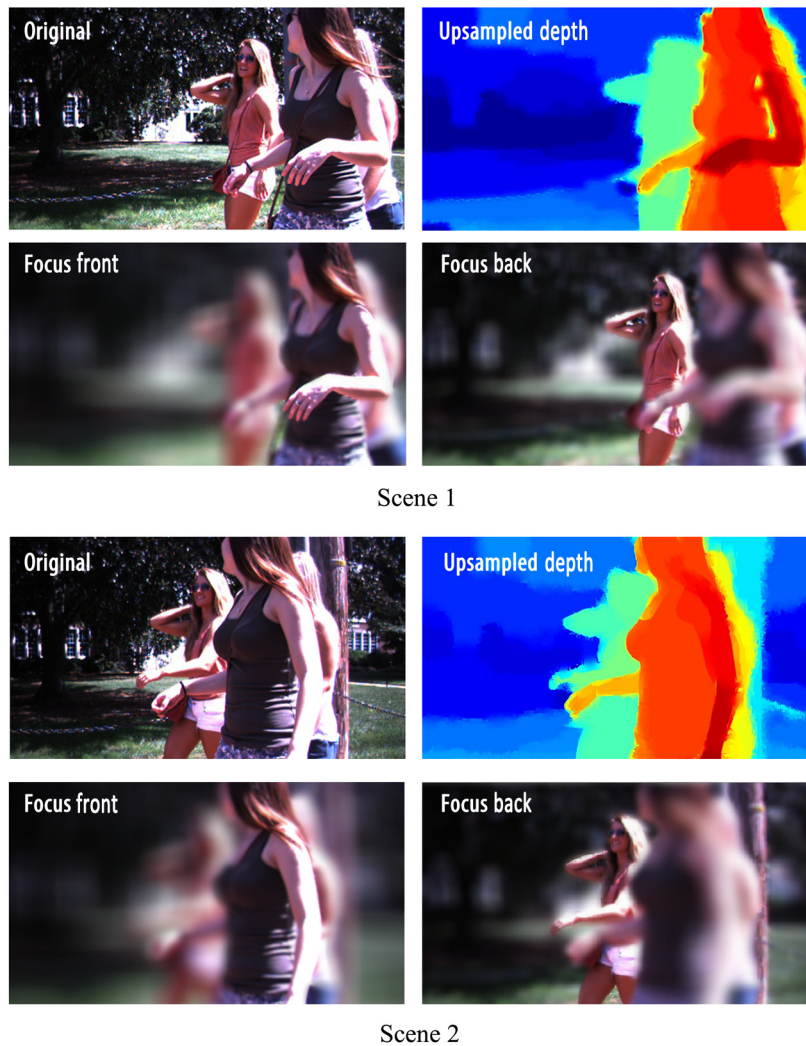 Original
Upsampled depth
Focus front
Focus back
Scene 1
Original
Upsampled depth
Focus front
Focus back
Scene 2